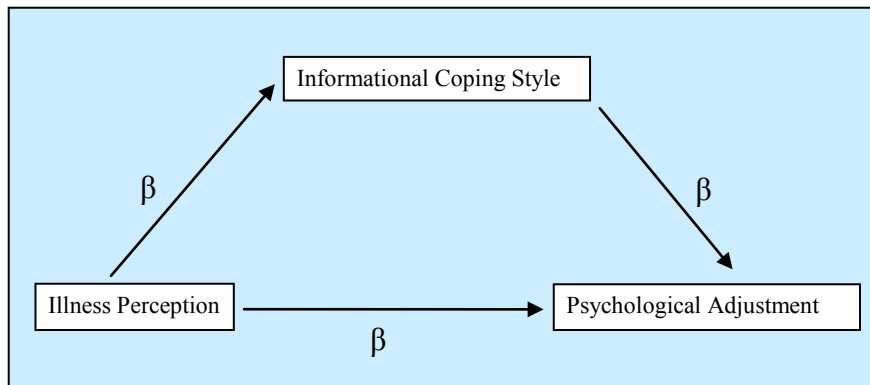 Informational Coping Style
β
β
Illness Perception
Psychological Adjustment
β